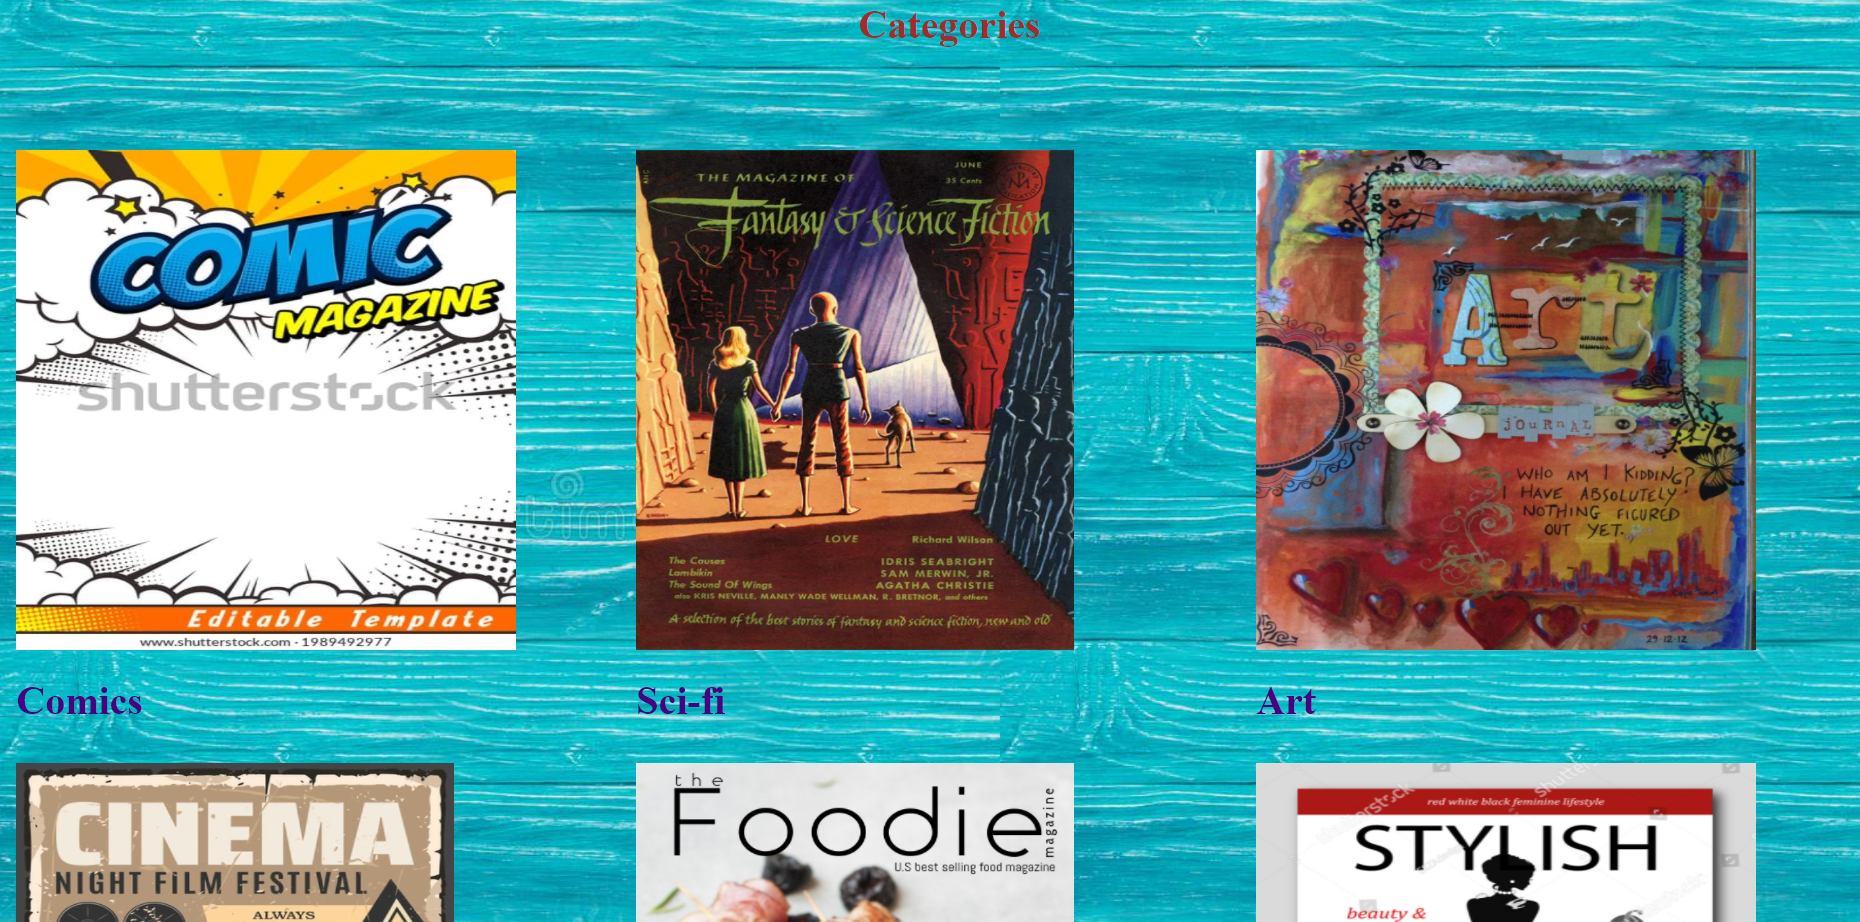 Categories
COMIC
MAGAZINE
shutterstock
Editable Template
www.shutterstock.com · 1989492977
JUNE
35 Cents
THE MAGAZINE OF
Fantasy & Science Fiction
LOVE
Richard Wilson
The Causes
IDRIS SEABRIGHT
Lambikin
SAM MERWIN, JR.
The Sound Of Wings
AGATHA CHRISTIE
also KRIS NEVILLE, MANLY WADE WELLMAN, R. BRETNOR, and others
A selection of the best stories of fantasy and science fiction, new and old
Art
JOURNAL
WHO AM I KIDDING?
I HAVE ABSOLUTELY
NOTHING FIGURED
OUT YET.
29·12·12
tim
Comics
Sci-fi
Art
CINEMA
NIGHT FILM FESTIVAL
ALWAYS
the
Foodie
magazine
U.S best selling food magazine
red white black feminine lifestyle
STYLISH
beauty &